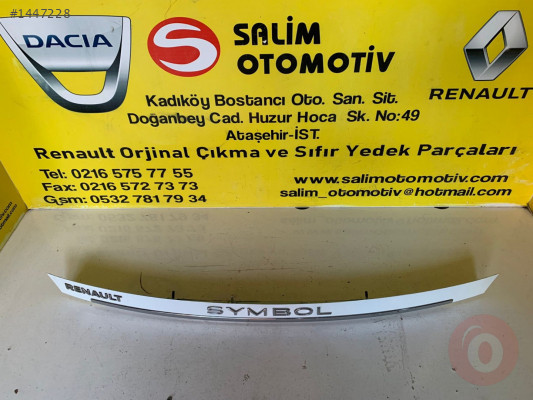 #1447228
DACIA
S
SALİM
OTOMOTİV
RENAULT
Kadıköy Bostancı Oto. San. Sit.
Doğanbey Cad. Huzur Hoca Sk. No:49
Ataşehir-İST.
Renault Orjinal Çıkma ve Sıfır Yedek Parçaları
Tel: 0216 575 77 55
Fax: 0216 572 73 73
Gsm: 0532 781 79 34
www.salimotomotiv.com
salim_otomotiv@hotmail.com
RENAULT
SYMBOL